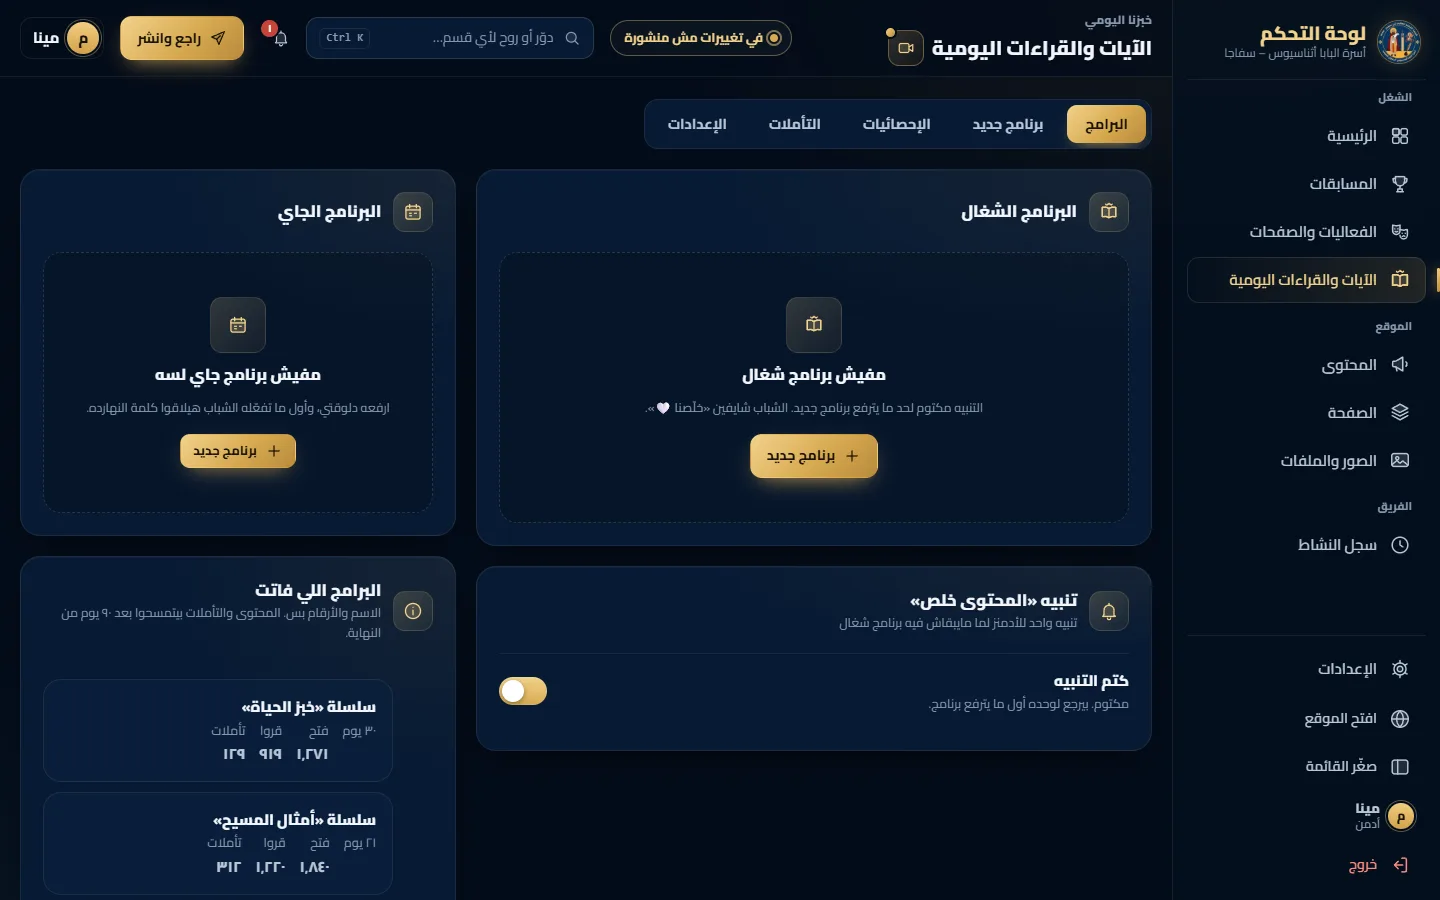 لوحة التحكم
أسرة البابا أثناسيوس – سفاجا
الشغل
الرئيسية
المسابقات
الفعاليات والصفحات
الآيات والقراءات اليومية
الموقع
المحتوى
الصفحة
الصور والملفات
الفريق
سجل النشاط
الإعدادات
افتح الموقع
صغّر القائمة
م
مينا
أدمن
خروج
خبزنا اليومي
الآيات والقراءات اليومية
في تغييرات مش منشورة
دوّر أو روح لأي قسم...
Ctrl K
١
راجع وانشر
م
مينا
البرامج
برنامج جديد
الإحصائيات
التأملات
الإعدادات
البرنامج الشغال
مفيش برنامج شغال
التنبيه مكتوم لحد ما يترفع برنامج جديد. الشباب شايفين «خلّصنا 🤍».
برنامج جديد
تنبيه «المحتوى خلص»
تنبيه واحد للأدمنز لما مايبقاش فيه برنامج شغال
كتم التنبيه
مكتوم. بيرجع لوحده أول ما يترفع برنامج.
البرنامج الجاي
مفيش برنامج جاي لسه
ارفعه دلوقتي، وأول ما تفعّله الشباب هيلاقوا كلمة النهارده.
برنامج جديد
البرامج اللي فاتت
الاسم والأرقام بس. المحتوى والتأملات بيتمسحوا بعد ٩٠ يوم من
النهاية.
سلسلة «خبز الحياة»
٣٠ يوم فتح قروا تأملات
١,٢٧١ ٩١٩ ١٢٩
سلسلة «أمثال المسيح»
٢١ يوم فتح قروا تأملات
١,٨٤٠ ١,٢٢٠ ٣١٢